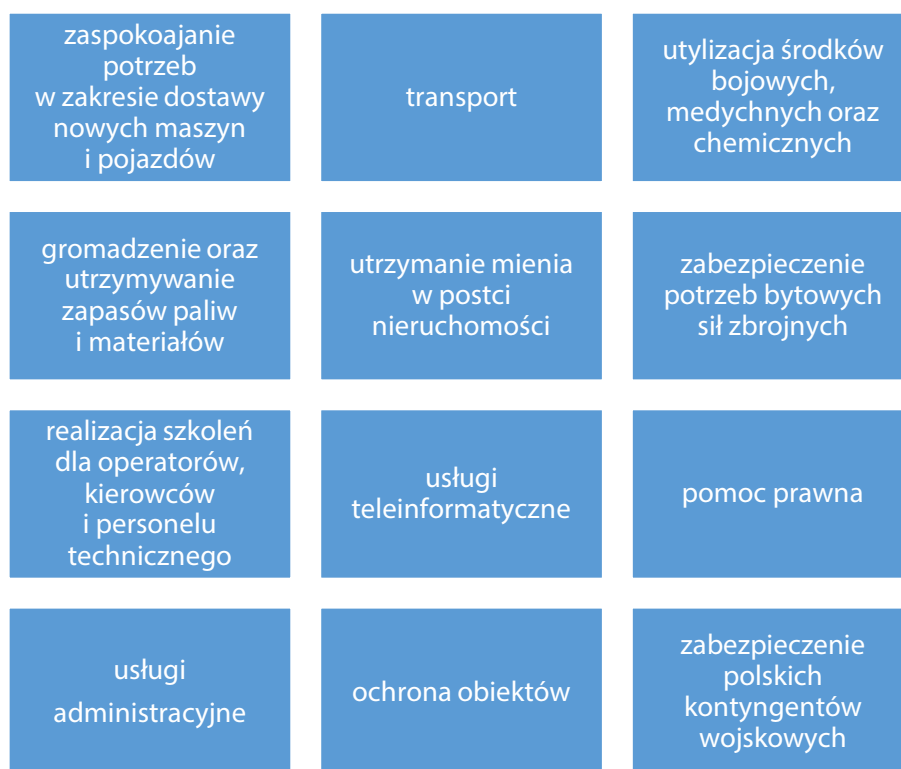 zaspokoajanie
potrzeb
w zakresie dostawy
nowych maszyn
i pojazdów
transport
utylizacja środków
bojowych,
medychnych oraz
chemicznych
gromadzenie oraz
utrzymywanie
zapasów paliw
i materiałów
utrzymanie mienia
w postci
nieruchomości
zabezpieczenie
potrzeb bytowych
sił zbrojnych
realizacja szkoleń
dla operatorów,
kierowców
i personelu
technicznego
usługi
teleinformatyczne
pomoc prawna
usługi
administracyjne
ochrona obiektów
zabezpieczenie
polskich
kontyngentów
wojskowych